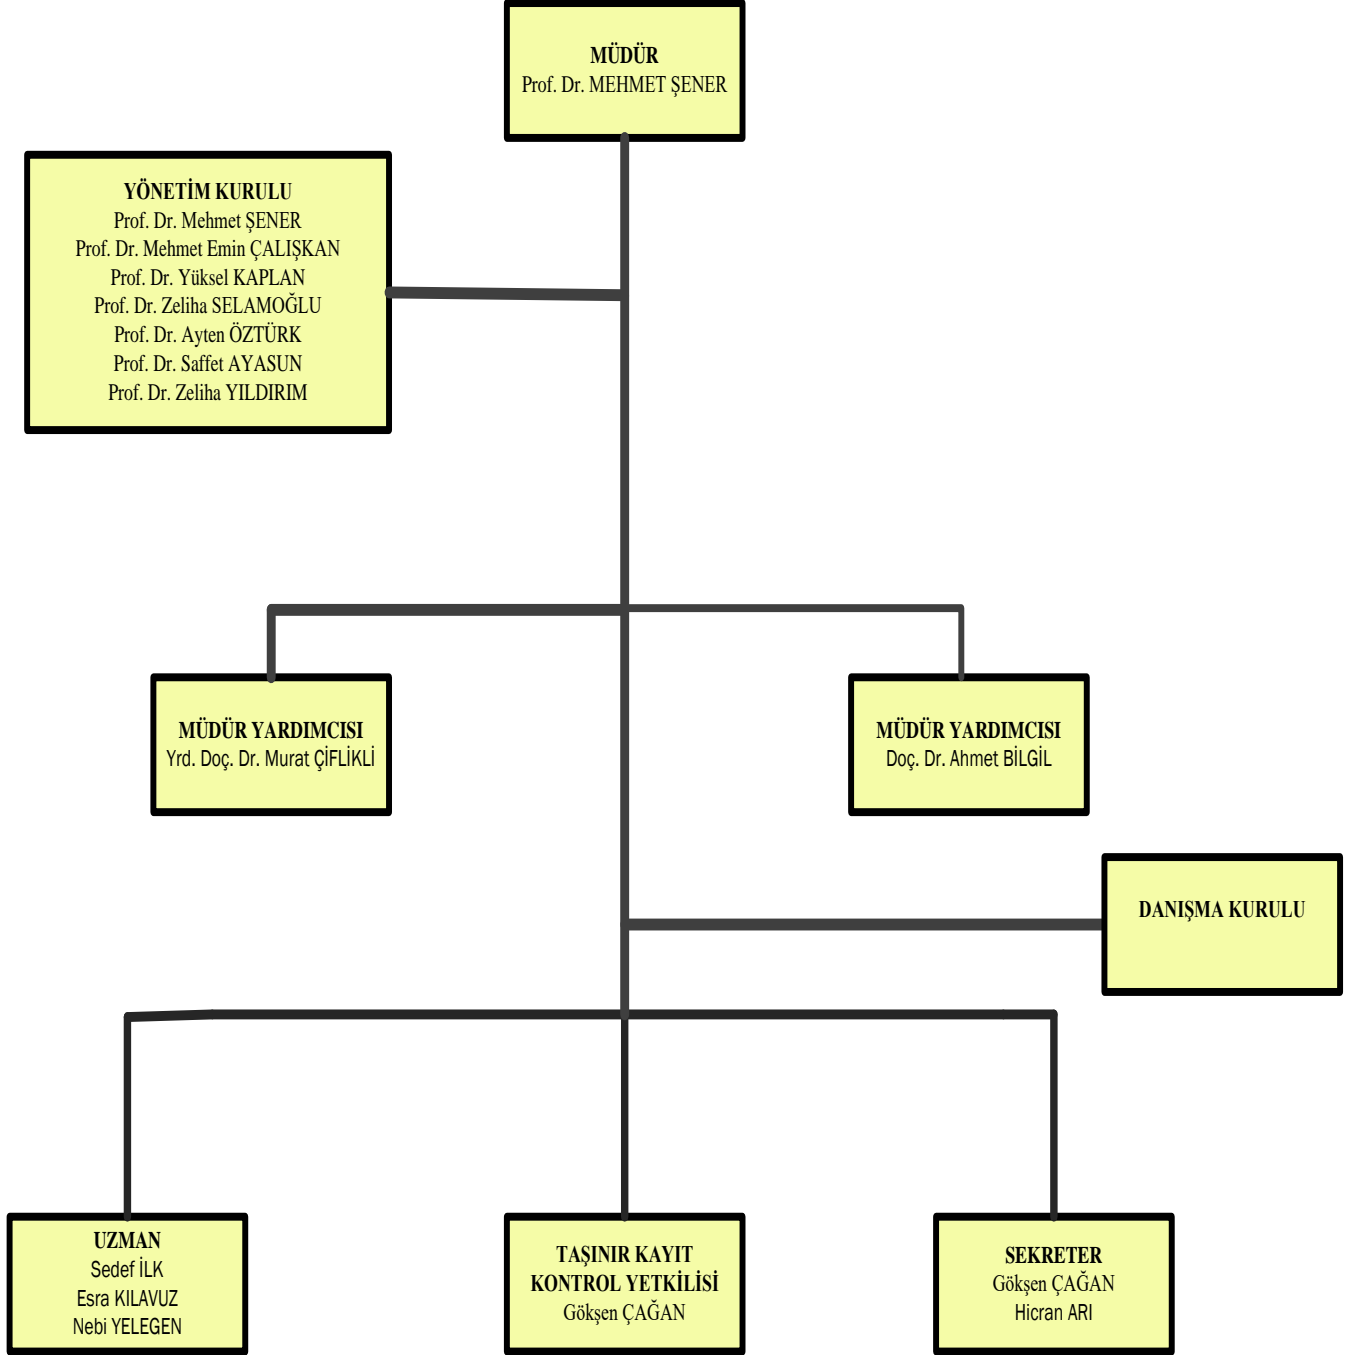 MÜDÜR
Prof. Dr. MEHMET ŞENER
YÖNETİM KURULU
Prof. Dr. Mehmet ŞENER
Prof. Dr. Mehmet Emin ÇALIŞKAN
Prof. Dr. Yüksel KAPLAN
Prof. Dr. Zeliha SELAMOĞLU
Prof. Dr. Ayten ÖZTÜRK
Prof. Dr. Saffet AYASUN
Prof. Dr. Zeliha YILDIRIM
MÜDÜR YARDIMCISI
Yrd. Doç. Dr. Murat ÇİFLİKLİ
MÜDÜR YARDIMCISI
Doç. Dr. Ahmet BİLGİL
DANIŞMA KURULU
UZMAN
Sedef İLK
Esra KILAVUZ
Nebi YELEGEN
TAŞINIR KAYIT
KONTROL YETKİLİSİ
Gökşen ÇAĞAN
SEKRETER
Gökşen ÇAĞAN
Hicran ARI